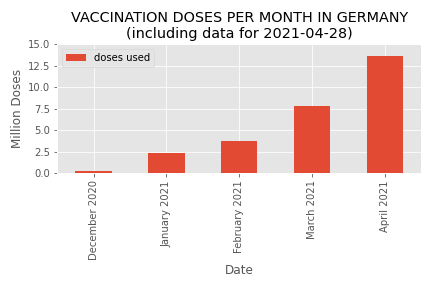 VACCINATION DOSES PER MONTH IN GERMANY
(including data for 2021-04-28)
doses used
Million Doses
15.0
12.5
10.0
7.5
5.0
2.5
0.0
December 2020
January 2021
February 2021
March 2021
April 2021
Date